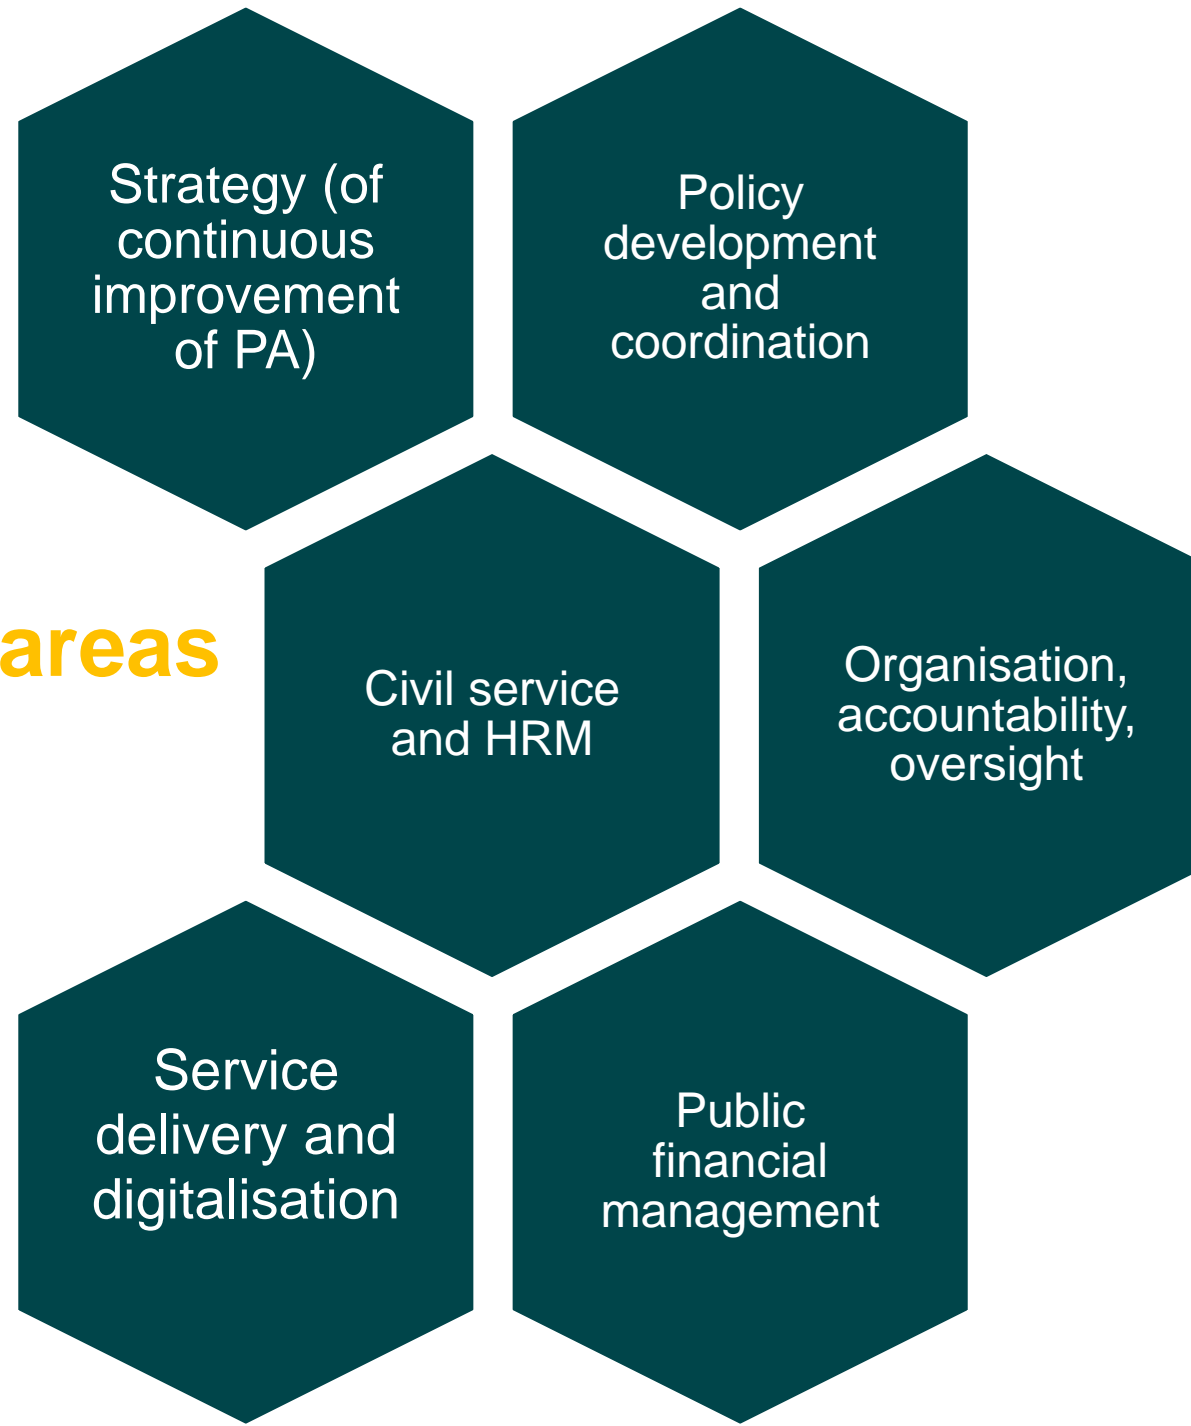 Strategy (of
continuous
improvement
of PA)
Policy
development
and
coordination
areas
Civil service
and HRM
Organisation,
accountability,
oversight
Service
delivery and
digitalisation
Public
financial
management